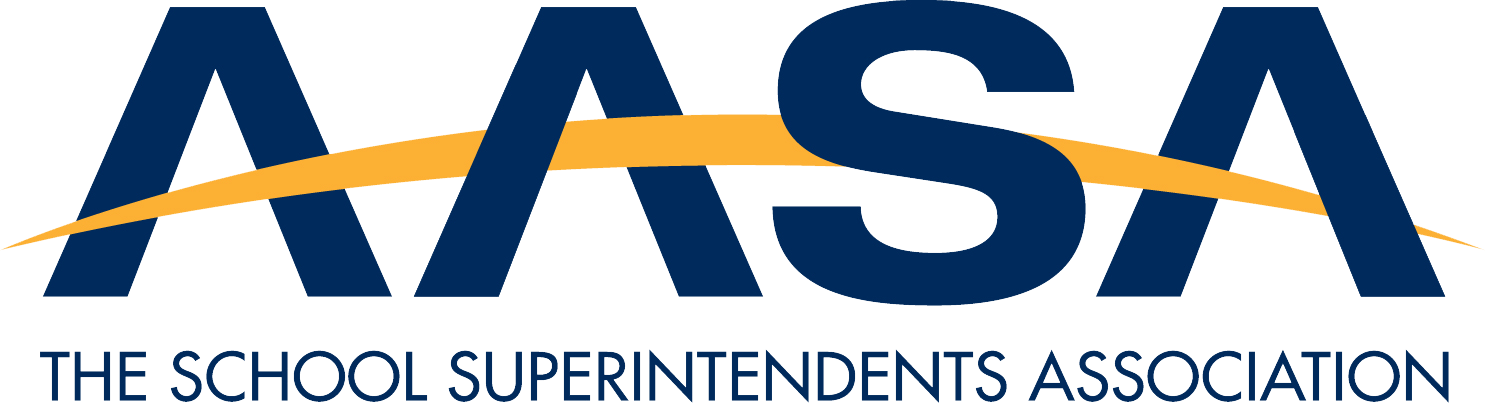 AASA
THE SCHOOL SUPERINTENDENTS ASSOCIATION